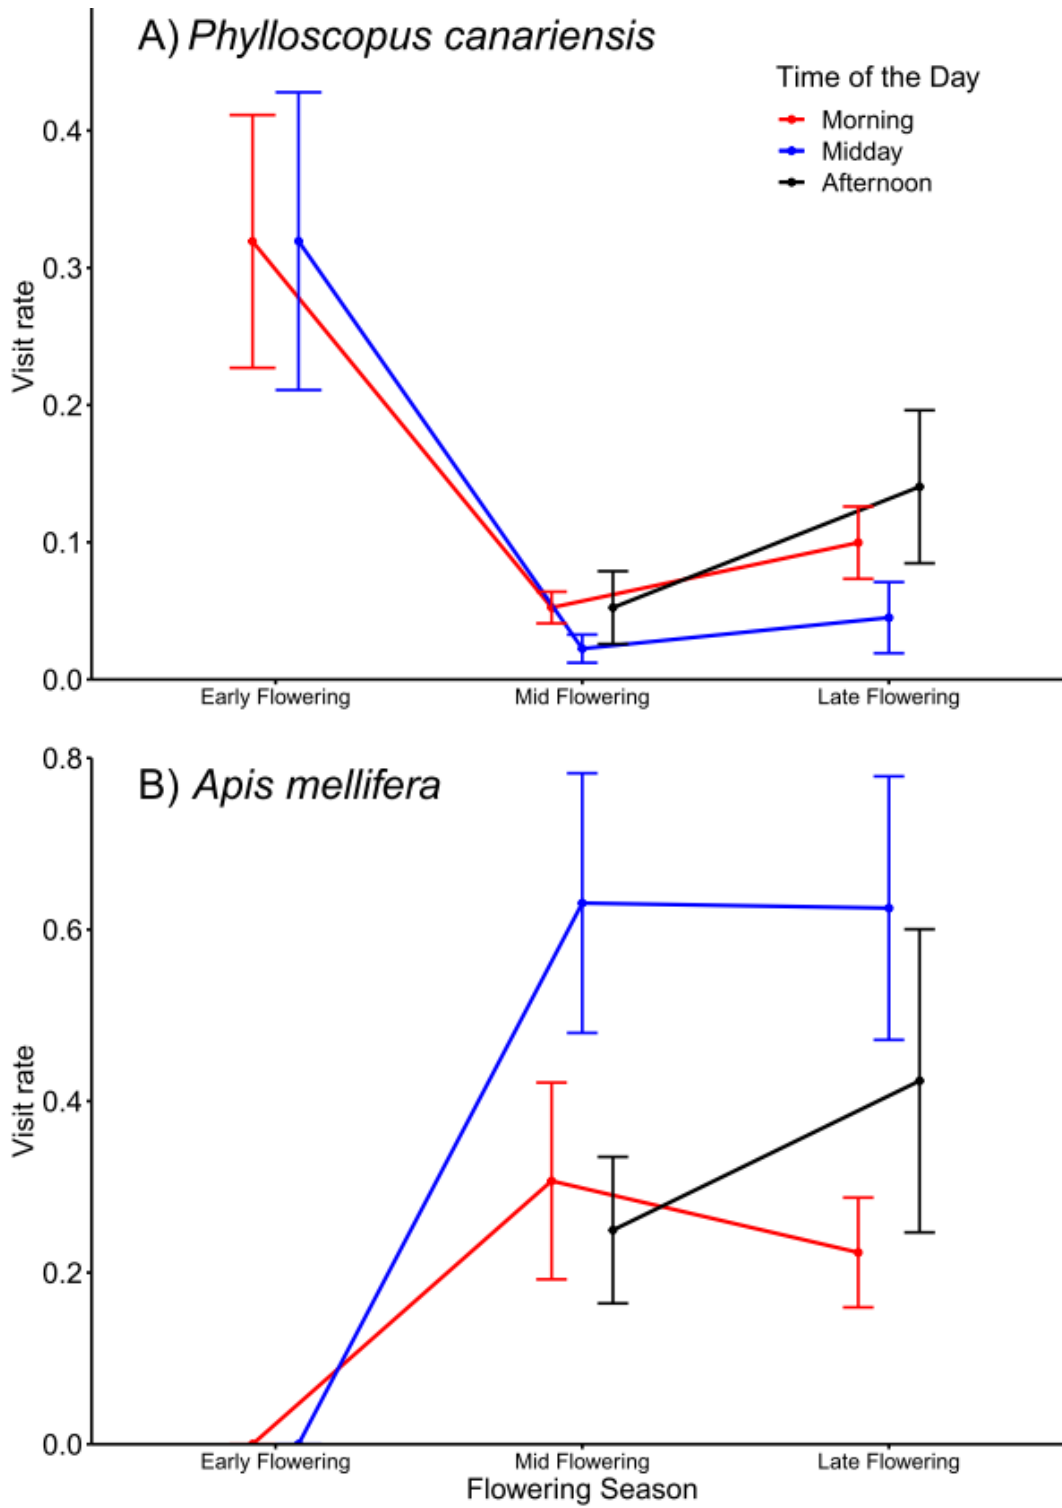 A) Phylloscopus canariensis
Time of the Day
Morning
Midday
Afternoon
Visit rate
0.4
0.3
0.2
0.1
0.0
Early Flowering Mid Flowering Late Flowering
B) Apis mellifera
Visit rate
0.8
0.6
0.4
0.2
0.0
Early Flowering Mid Flowering Late Flowering
Flowering Season